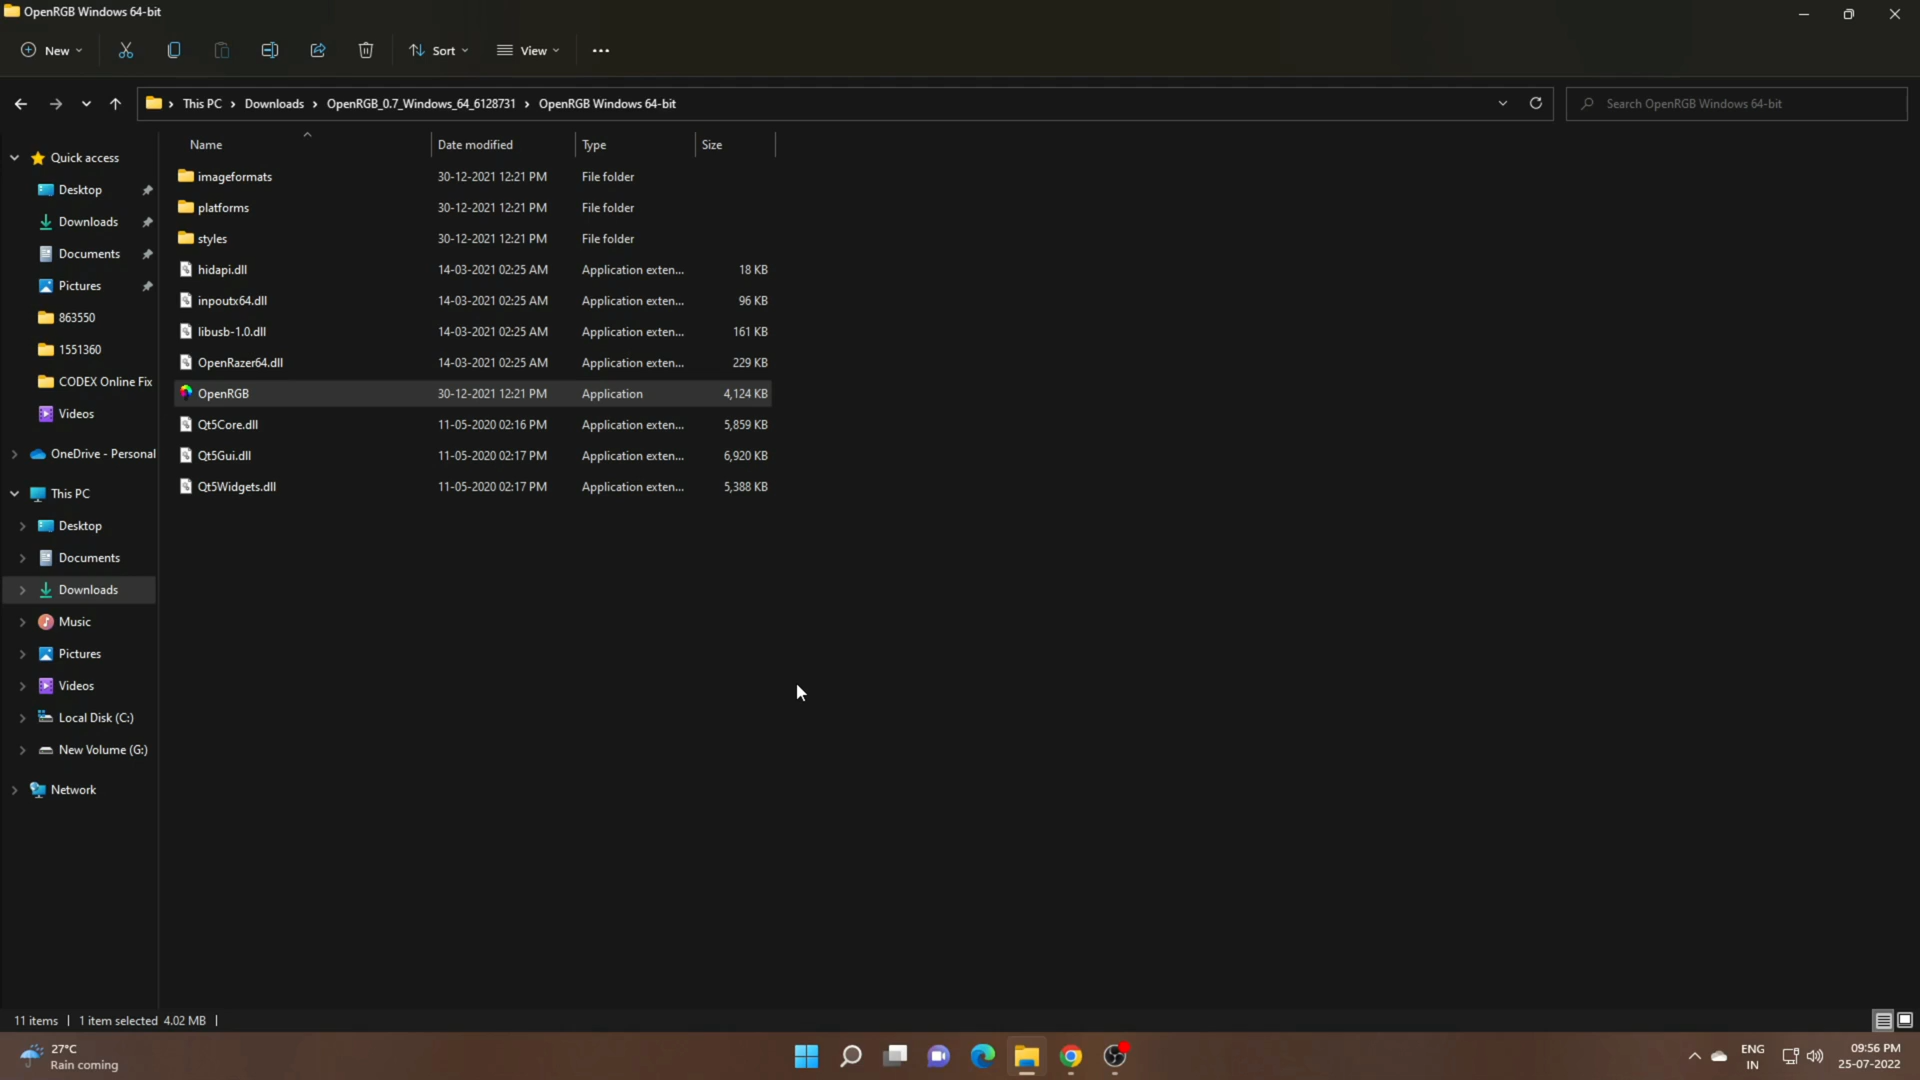 OpenRGB Windows 64-bit
New
Sort
View
This PC > Downloads > OpenRGB_0.7_Windows_64_6128731 > OpenRGB Windows 64-bit
Search OpenRGB Windows 64-bit
Name Date modified Type Size
imageformats 30-12-2021 12:21 PM File folder
platforms 30-12-2021 12:21 PM File folder
styles 30-12-2021 12:21 PM File folder
hidapi.dll 14-03-2021 02:25 AM Application exten... 18 KB
inpoutx64.dll 14-03-2021 02:25 AM Application exten... 96 KB
libusb-1.0.dll 14-03-2021 02:25 AM Application exten... 161 KB
OpenRazer64.dll 14-03-2021 02:25 AM Application exten... 229 KB
OpenRGB 30-12-2021 12:21 PM Application 4,124 KB
Qt5Core.dll 11-05-2020 02:16 PM Application exten... 5,859 KB
Qt5Gui.dll 11-05-2020 02:17 PM Application exten... 6,920 KB
Qt5Widgets.dll 11-05-2020 02:17 PM Application exten... 5,388 KB
Quick access
Desktop
Downloads
Documents
Pictures
863550
1551360
CODEX Online Fix
Videos
OneDrive - Personal
This PC
Desktop
Documents
Downloads
Music
Pictures
Videos
Local Disk (C:)
New Volume (G:)
Network
11 items | 1 item selected 4.02 MB |
27°C
Rain coming
ENG
IN
09:56 PM
25-07-2022